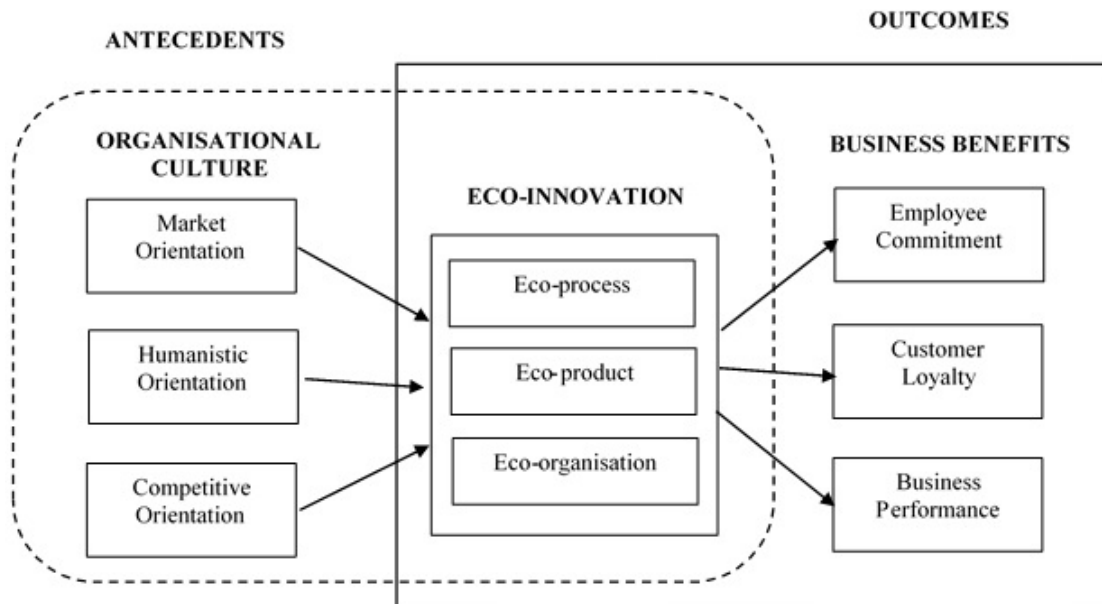 ANTECEDENTS
OUTCOMES
ORGANISATIONAL
CULTURE
Market
Orientation
Humanistic
Orientation
Competitive
Orientation
ECO-INNOVATION
Eco-process
Eco-product
Eco-organisation
BUSINESS BENEFITS
Employee
Commitment
Customer
Loyalty
Business
Performance